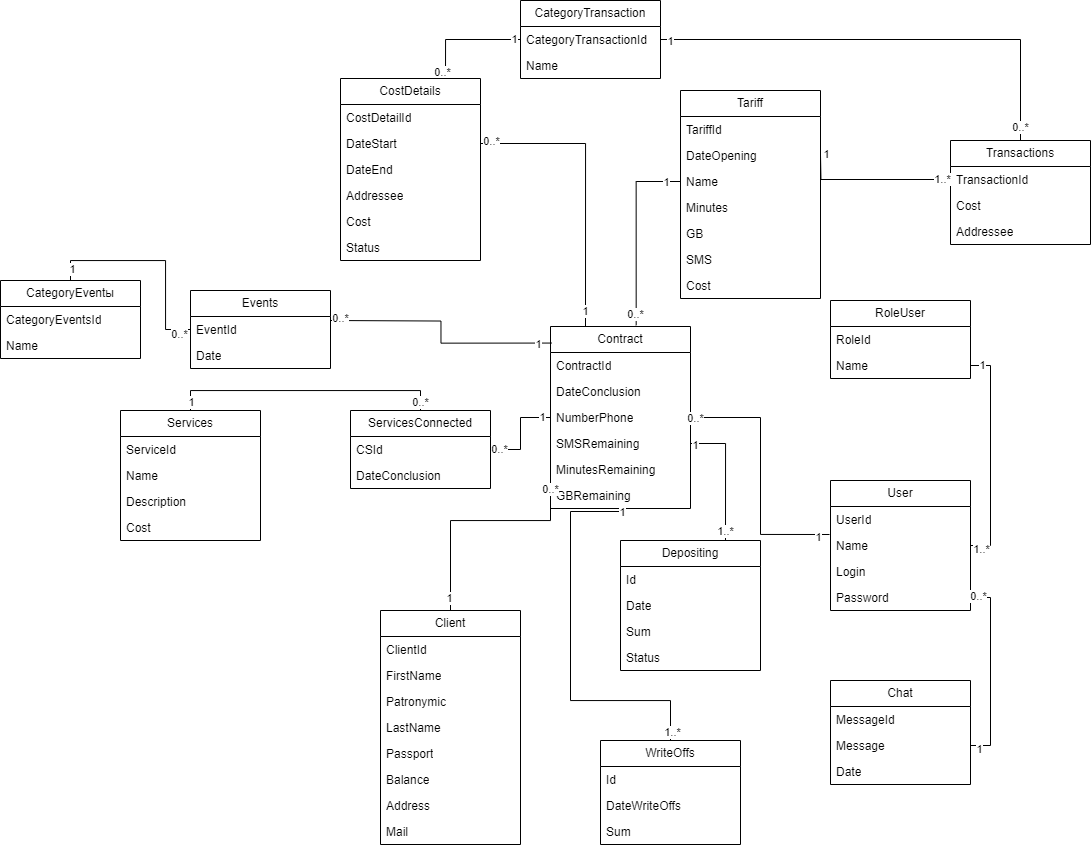 CategoryTransaction
CategoryTransactionId
Name
1
1
0..*
0..*
CostDetails
CostDetailId
DateStart
DateEnd
Addressee
Cost
Status
0..*
Tariff
TariffId
DateOpening
Name
Minutes
GB
SMS
Cost
1
1
1..*
Transactions
TransactionId
Cost
Addressee
1
CategoryEventы
CategoryEventsId
Name
0..*
Events
EventId
Date
0..*
1
1
0..*
Contract
ContractId
DateConclusion
NumberPhone
SMSRemaining
MinutesRemaining
GBRemaining
RoleUser
RoleId
Name
1
1
0..*
Services
ServiceId
Name
Description
Cost
ServicesConnected
CSId
DateConclusion
0..*
1
0..*
1
0..*
1
1..*
1
User
UserId
Name
Login
Password
1..*
0..*
Depositing
Id
Date
Sum
Status
1
Client
ClientId
FirstName
Patronymic
LastName
Passport
Balance
Address
Mail
1..*
WriteOffs
Id
DateWriteOffs
Sum
Chat
MessageId
Message
Date
1